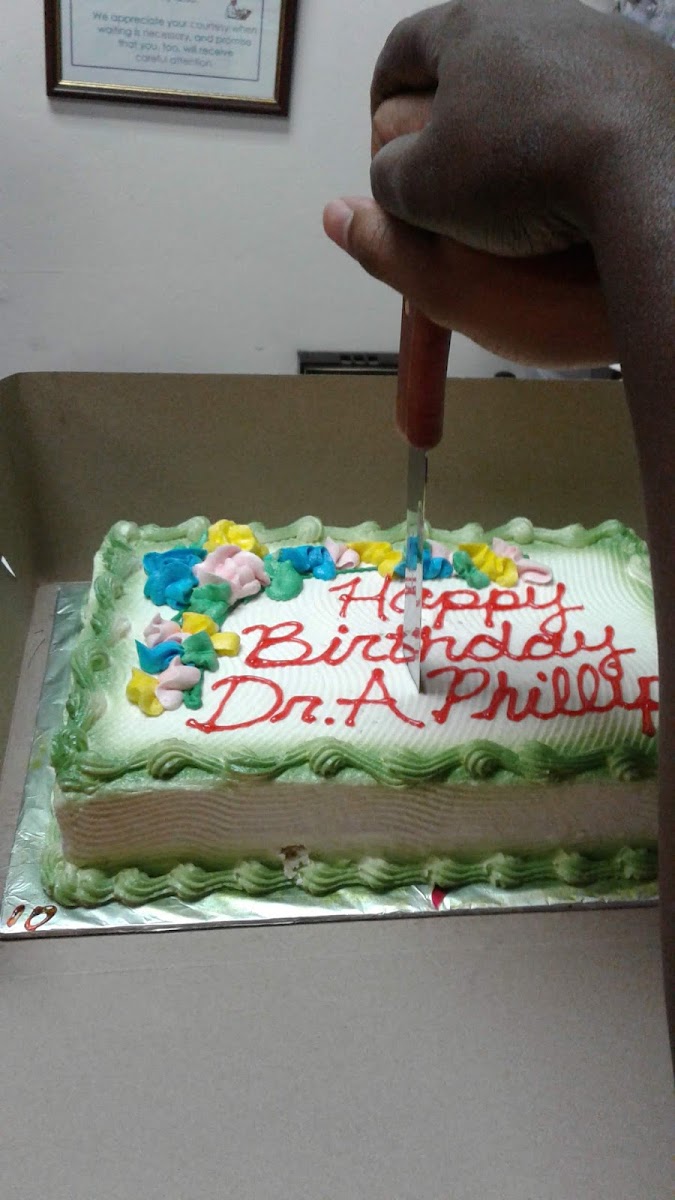 We appreciate your courtesy when
waiting is necessary, and promise
that you, too, will receive
careful attention.
Happy
Birthday
Dr. A Phillip
10